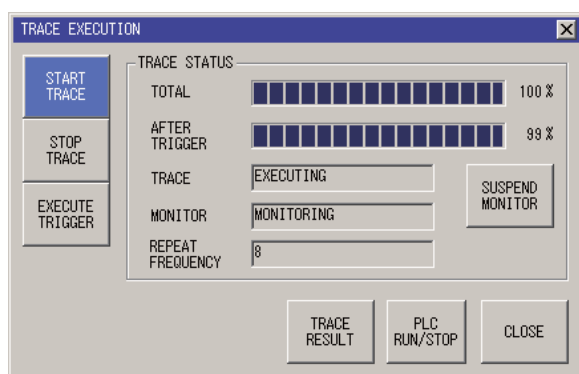 TRACE EXECUTION
START
TRACE
STOP
TRACE
EXECUTE
TRIGGER
TRACE STATUS
TOTAL 100 %
AFTER
TRIGGER 99 %
TRACE EXECUTING
MONITOR MONITORING
REPEAT
FREQUENCY 8
SUSPEND
MONITOR
TRACE
RESULT
PLC
RUN/STOP
CLOSE